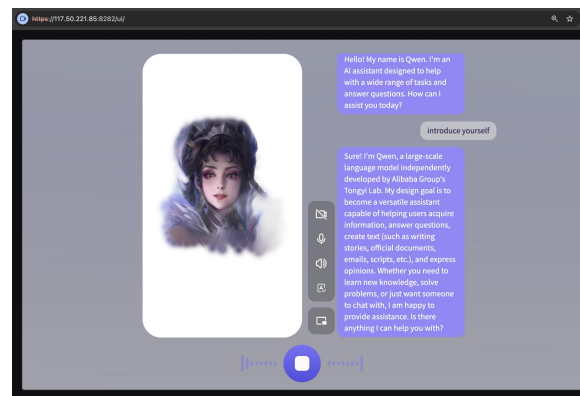 https://117.50.221.85:8282/ui/
Hello! My name is Qwen. I'm an
AI assistant designed to help
with a wide range of tasks and
answer questions. How can I
assist you today?
introduce yourself
Sure! I'm Qwen, a large-scale
language model independently
developed by Alibaba Group's
Tongyi Lab. My design goal is to
become a versatile assistant
capable of helping users acquire
information, answer questions,
create text (such as writing
stories, official documents,
emails, scripts, etc.), and express
opinions. Whether you need to
learn new knowledge, solve
problems, or just want someone
to chat with, I am happy to
provide assistance. Is there
anything I can help you with?